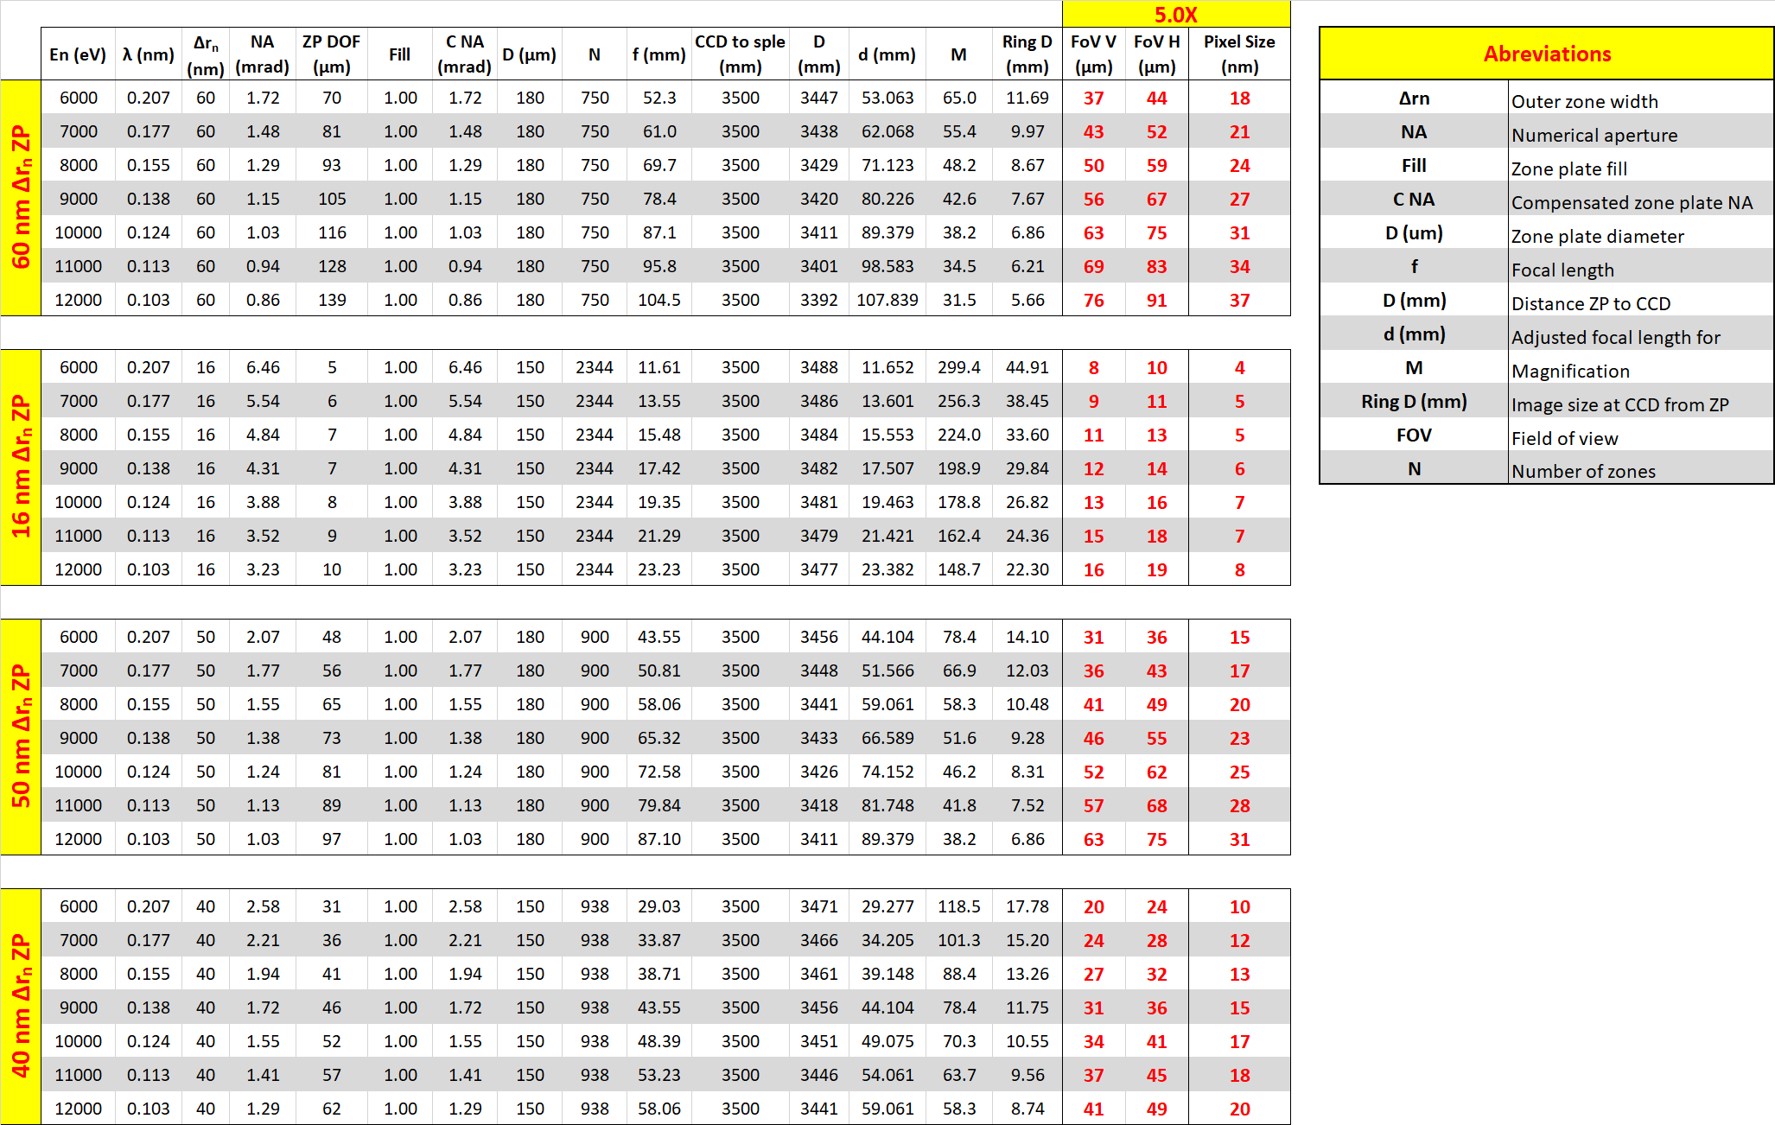 5.0X
En (eV) λ (nm) Δrn (nm) NA (mrad) ZP DOF (µm) Fill C NA (mrad) D (µm) N f (mm) CCD to sple (mm) D (mm) d (mm) M Ring D (mm) FoV V (µm) FoV H (µm) Pixel Size (nm)
60 nm Δrn ZP
6000 0.207 60 1.72 70 1.00 1.72 180 750 52.3 3500 3447 53.063 65.0 11.69 37 44 18
7000 0.177 60 1.48 81 1.00 1.48 180 750 61.0 3500 3438 62.068 55.4 9.97 43 52 21
8000 0.155 60 1.29 93 1.00 1.29 180 750 69.7 3500 3429 71.123 48.2 8.67 50 59 24
9000 0.138 60 1.15 105 1.00 1.15 180 750 78.4 3500 3420 80.226 42.6 7.67 56 67 27
10000 0.124 60 1.03 116 1.00 1.03 180 750 87.1 3500 3411 89.379 38.2 6.86 63 75 31
11000 0.113 60 0.94 128 1.00 0.94 180 750 95.8 3500 3401 98.583 34.5 6.21 69 83 34
12000 0.103 60 0.86 139 1.00 0.86 180 750 104.5 3500 3392 107.839 31.5 5.66 76 91 37
16 nm Δrn ZP
6000 0.207 16 6.46 5 1.00 6.46 150 2344 11.61 3500 3488 11.652 299.4 44.91 8 10 4
7000 0.177 16 5.54 6 1.00 5.54 150 2344 13.55 3500 3486 13.601 256.3 38.45 9 11 5
8000 0.155 16 4.84 7 1.00 4.84 150 2344 15.48 3500 3484 15.553 224.0 33.60 11 13 5
9000 0.138 16 4.31 7 1.00 4.31 150 2344 17.42 3500 3482 17.507 198.9 29.84 12 14 6
10000 0.124 16 3.88 8 1.00 3.88 150 2344 19.35 3500 3481 19.463 178.8 26.82 13 16 7
11000 0.113 16 3.52 9 1.00 3.52 150 2344 21.29 3500 3479 21.421 162.4 24.36 15 18 7
12000 0.103 16 3.23 10 1.00 3.23 150 2344 23.23 3500 3477 23.382 148.7 22.30 16 19 8
50 nm Δrn ZP
6000 0.207 50 2.07 48 1.00 2.07 180 900 43.55 3500 3456 44.104 78.4 14.10 31 36 15
7000 0.177 50 1.77 56 1.00 1.77 180 900 50.81 3500 3448 51.566 66.9 12.03 36 43 17
8000 0.155 50 1.55 65 1.00 1.55 180 900 58.06 3500 3441 59.061 58.3 10.48 41 49 20
9000 0.138 50 1.38 73 1.00 1.38 180 900 65.32 3500 3433 66.589 51.6 9.28 46 55 23
10000 0.124 50 1.24 81 1.00 1.24 180 900 72.58 3500 3426 74.152 46.2 8.31 52 62 25
11000 0.113 50 1.13 89 1.00 1.13 180 900 79.84 3500 3418 81.748 41.8 7.52 57 68 28
12000 0.103 50 1.03 97 1.00 1.03 180 900 87.10 3500 3411 89.379 38.2 6.86 63 75 31
40 nm Δrn ZP
6000 0.207 40 2.58 31 1.00 2.58 150 938 29.03 3500 3471 29.277 118.5 17.78 20 24 10
7000 0.177 40 2.21 36 1.00 2.21 150 938 33.87 3500 3466 34.205 101.3 15.20 24 28 12
8000 0.155 40 1.94 41 1.00 1.94 150 938 38.71 3500 3461 39.148 88.4 13.26 27 32 13
9000 0.138 40 1.72 46 1.00 1.72 150 938 43.55 3500 3456 44.104 78.4 11.75 31 36 15
10000 0.124 40 1.55 52 1.00 1.55 150 938 48.39 3500 3451 49.075 70.3 10.55 34 41 17
11000 0.113 40 1.41 57 1.00 1.41 150 938 53.23 3500 3446 54.061 63.7 9.56 37 45 18
12000 0.103 40 1.29 62 1.00 1.29 150 938 58.06 3500 3441 59.061 58.3 8.74 41 49 20
Abreviations
Δrn Outer zone width
NA Numerical aperture
Fill Zone plate fill
C NA Compensated zone plate NA
D (um) Zone plate diameter
f Focal length
D (mm) Distance ZP to CCD
d (mm) Adjusted focal length for
M Magnification
Ring D (mm) Image size at CCD from ZP
FOV Field of view
N Number of zones